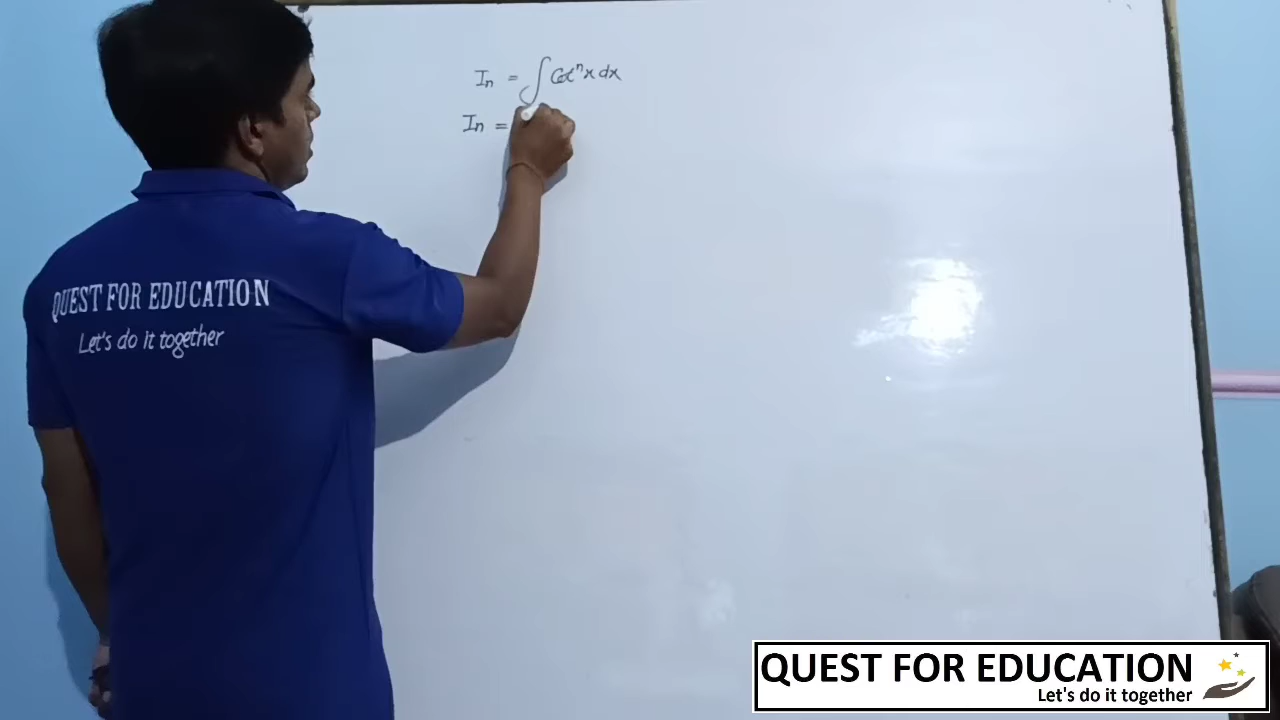 Iₙ = ∫ Cotⁿx dx
Iₙ =
QUEST FOR EDUCATION
Let's do it together
QUEST FOR EDUCATION
Let's do it together